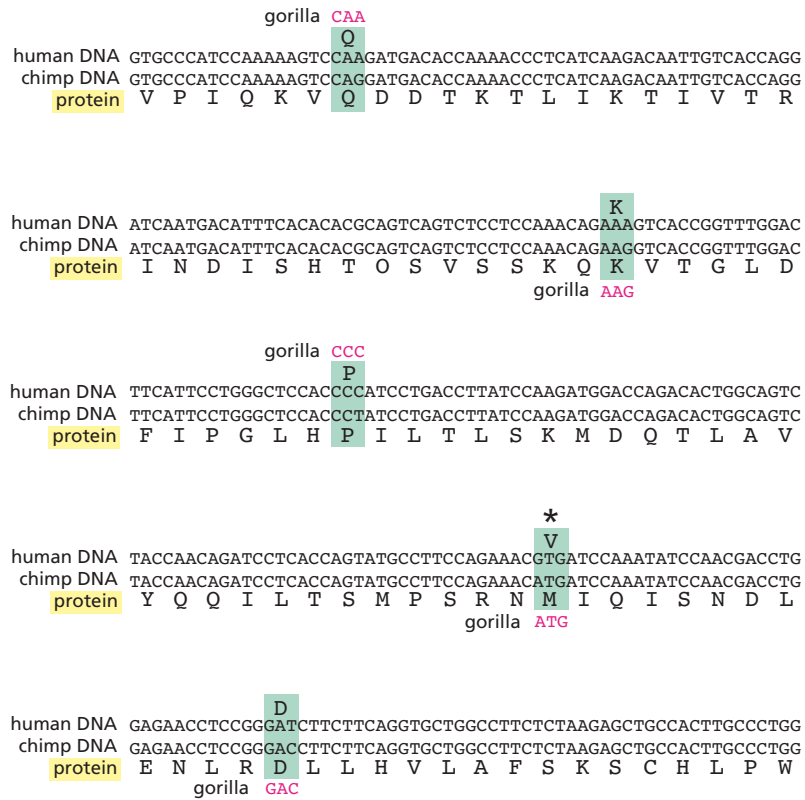 gorilla CAA
Q
human DNA GTGCCCATCCAAAAAGTCCAAGATGACACCAAAACCCTCATCAAGACAATTGTCACCAGG
chimp DNA GTGCCCATCCAAAAAGTCCAGGATGACACCAAAACCCTCATCAAGACAATTGTCACCAGG
protein V P I Q K V Q D D T K T L I K T I V T R
K
human DNA ATCAATGACATTTCACACACGCAGTCAGTCTCCTCCAAACAGAAAGTCACCGGTTTGGAC
chimp DNA ATCAATGACATTTCACACACGCAGTCAGTCTCCTCCAAACAGAAGGTCACCGGTTTGGAC
protein I N D I S H T O S V S S K Q K V T G L D
gorilla AAG
gorilla CCC
P
human DNA TTCATTCCTGGGCTCCACCCCATCCTGACCTTATCCAAGATGGACCAGACACTGGCAGTC
chimp DNA TTCATTCCTGGGCTCCACCCTATCCTGACCTTATCCAAGATGGACCAGACACTGGCAGTC
protein F I P G L H P I L T L S K M D Q T L A V
*
V
human DNA TACCAACAGATCCTCACCAGTATGCCTTCCAGAAACGTGATCCAAATATCCAACGACCTG
chimp DNA TACCAACAGATCCTCACCAGTATGCCTTCCAGAAACATGATCCAAATATCCAACGACCTG
protein Y Q Q I L T S M P S R N M I Q I S N D L
gorilla ATG
D
human DNA GAGAACCTCCGGGATCTTCTTCAGGTGCTGGCCTTCTCTAAGAGCTGCCACTTGCCCTGG
chimp DNA GAGAACCTCCGGGACCTTCTTCAGGTGCTGGCCTTCTCTAAGAGCTGCCACTTGCCCTGG
protein E N L R D L L H V L A F S K S C H L P W
gorilla GAC